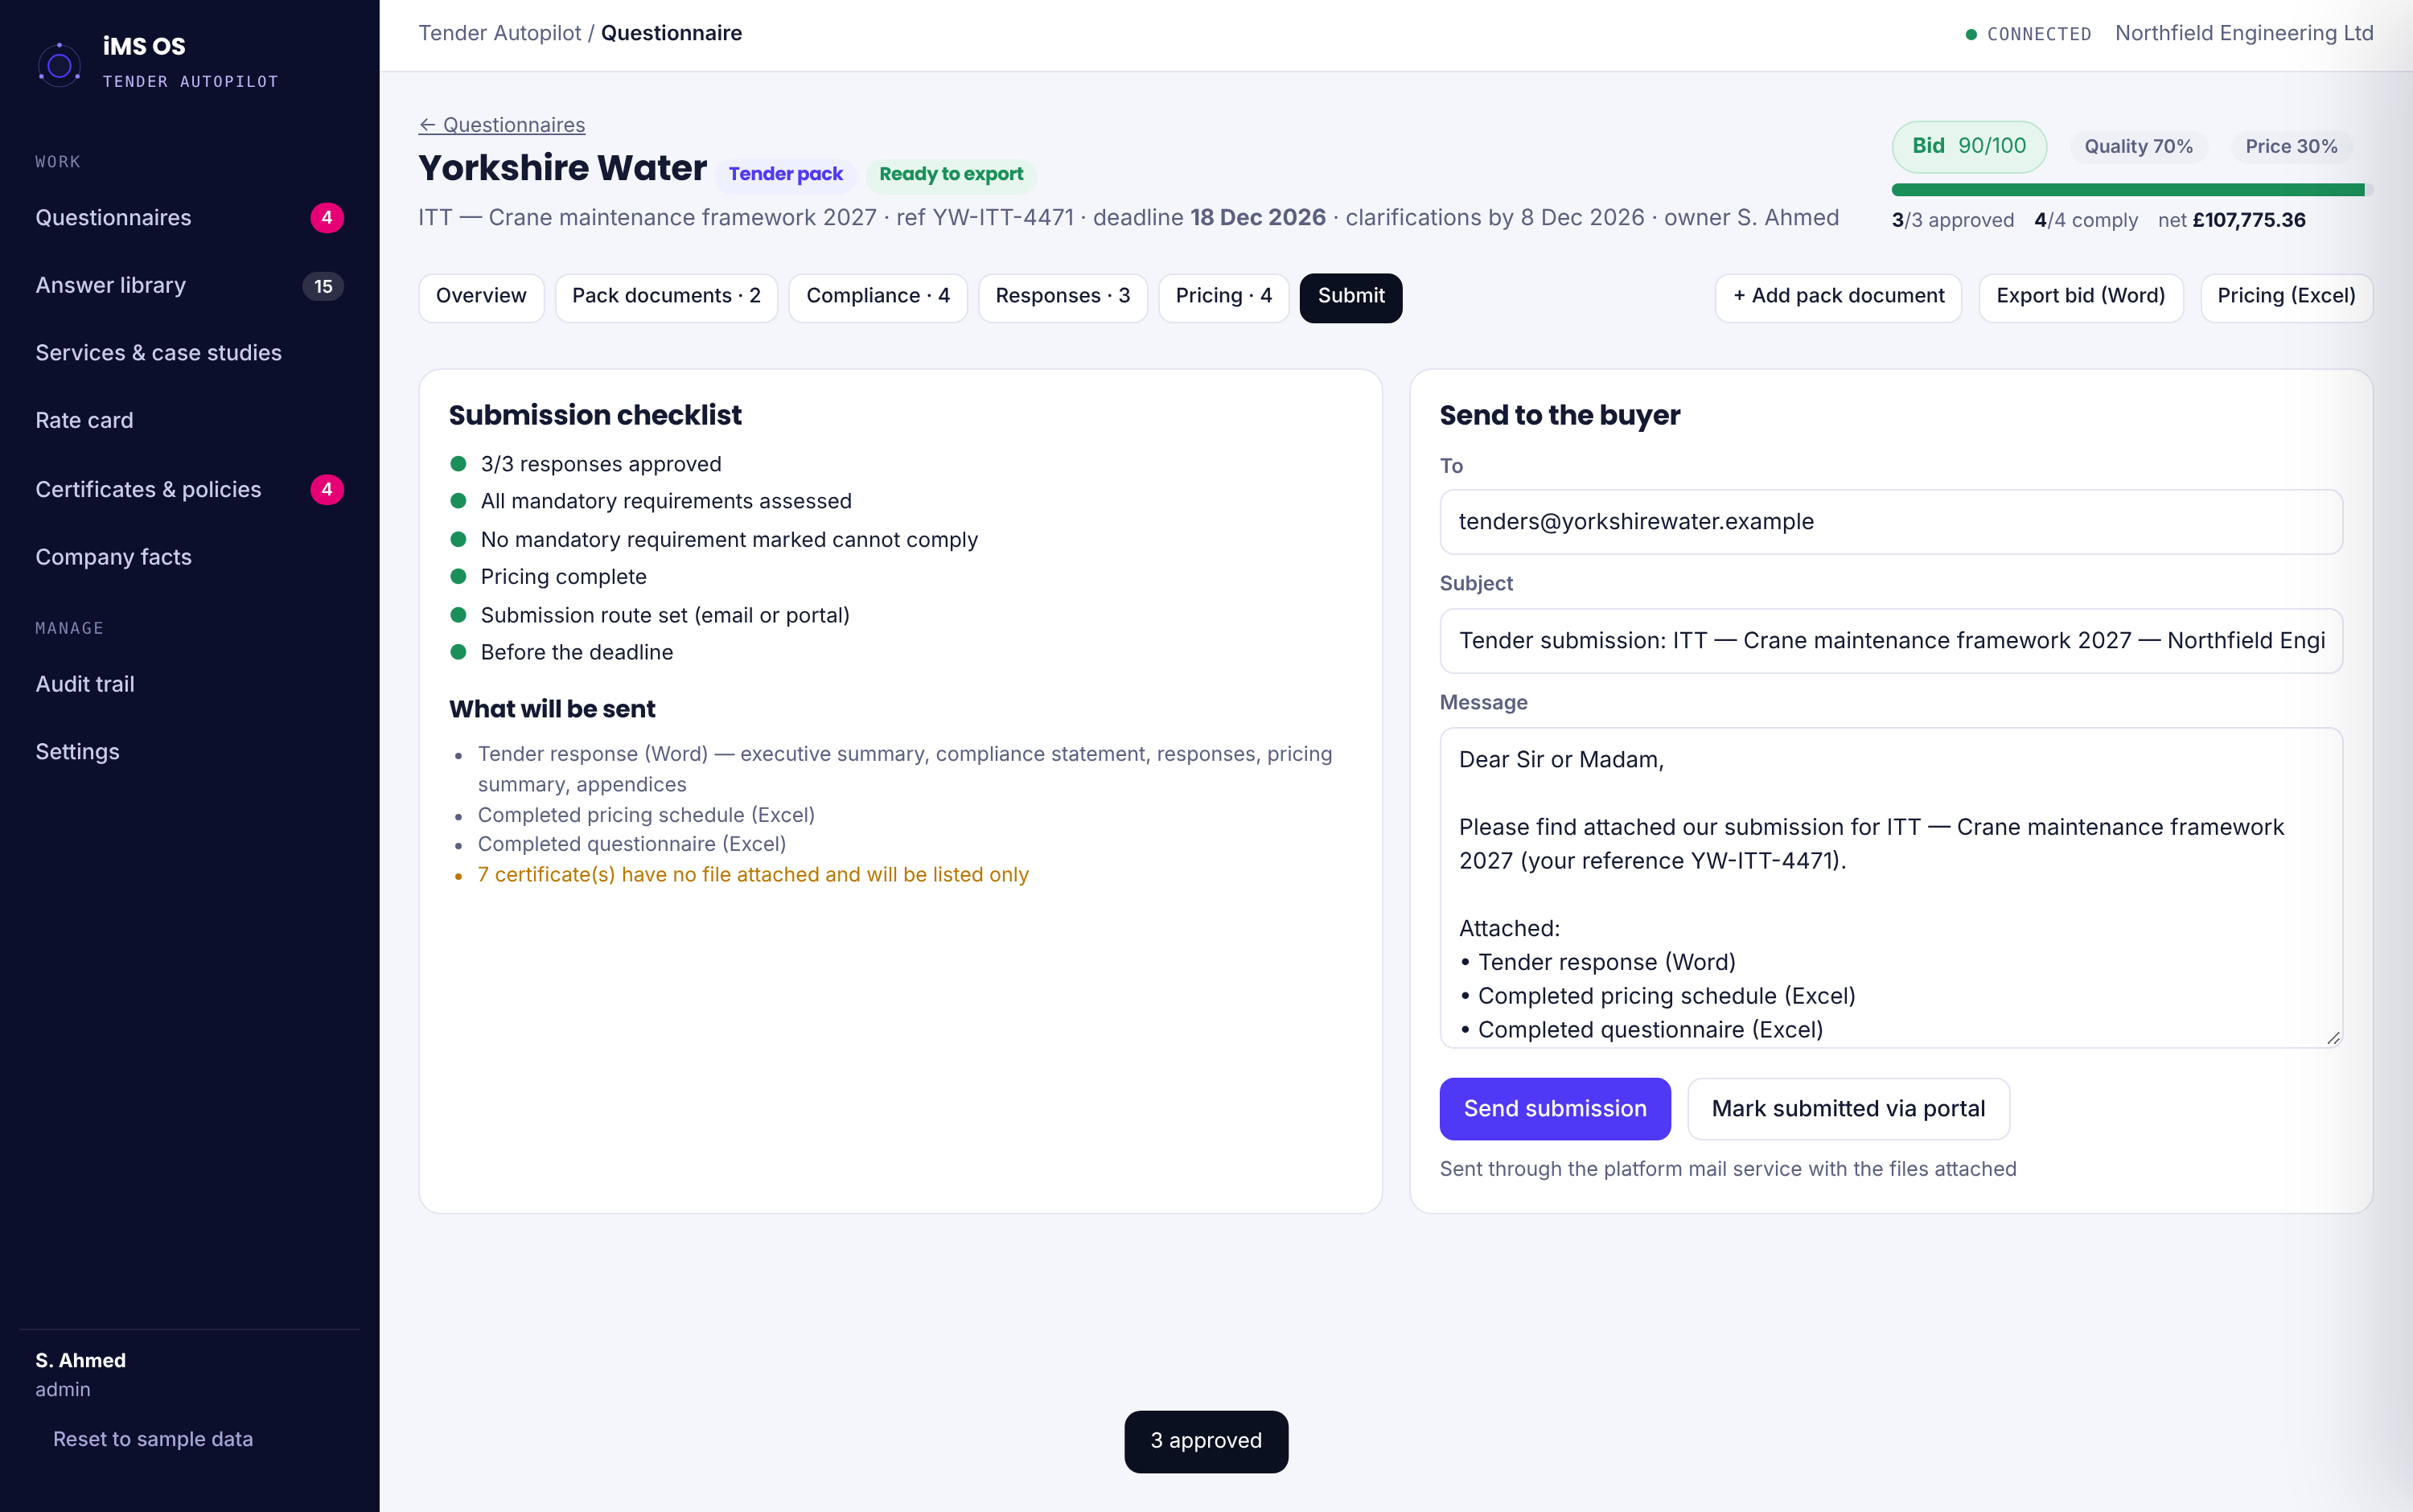 iMS OS
TENDER AUTOPILOT
WORK
Questionnaires 4
Answer library 15
Services & case studies
Rate card
Certificates & policies 4
Company facts
MANAGE
Audit trail
Settings
S. Ahmed
admin
Reset to sample data
Tender Autopilot / Questionnaire
CONNECTED Northfield Engineering Ltd
← Questionnaires
Yorkshire Water Tender pack Ready to export
ITT — Crane maintenance framework 2027 · ref YW-ITT-4471 · deadline 18 Dec 2026 · clarifications by 8 Dec 2026 · owner S. Ahmed
Bid 90/100 Quality 70% Price 30%
3/3 approved 4/4 comply net £107,775.36
Overview Pack documents · 2 Compliance · 4 Responses · 3 Pricing · 4 Submit
+ Add pack document Export bid (Word) Pricing (Excel)
Submission checklist
3/3 responses approved
All mandatory requirements assessed
No mandatory requirement marked cannot comply
Pricing complete
Submission route set (email or portal)
Before the deadline
What will be sent
• Tender response (Word) — executive summary, compliance statement, responses, pricing
summary, appendices
• Completed pricing schedule (Excel)
• Completed questionnaire (Excel)
• 7 certificate(s) have no file attached and will be listed only
Send to the buyer
To
tenders@yorkshirewater.example
Subject
Tender submission: ITT — Crane maintenance framework 2027 — Northfield Engi
Message
Dear Sir or Madam,
Please find attached our submission for ITT — Crane maintenance framework
2027 (your reference YW-ITT-4471).
Attached:
• Tender response (Word)
• Completed pricing schedule (Excel)
• Completed questionnaire (Excel)
Send submission Mark submitted via portal
Sent through the platform mail service with the files attached
3 approved